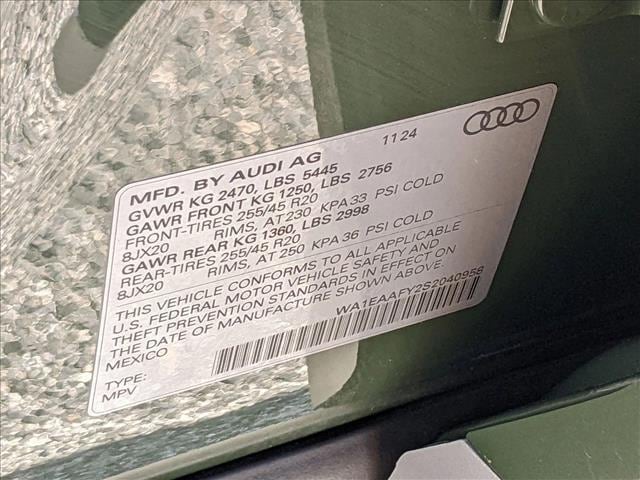 11 24
MFD. BY AUDI AG
GVWR KG 2470, LBS 5445
GAWR FRONT KG 1250, LBS 2756
FRONT-TIRES 255/45 R20
8JX20 RIMS, AT 230 KPA 33 PSI COLD
GAWR REAR KG 1360, LBS 2998
REAR-TIRES 255/45 R20
8JX20 RIMS, AT 250 KPA 36 PSI COLD
THIS VEHICLE CONFORMS TO ALL APPLICABLE
U.S. FEDERAL MOTOR VEHICLE SAFETY AND
THEFT PREVENTION STANDARDS IN EFFECT ON
THE DATE OF MANUFACTURE SHOWN ABOVE.
MEXICO WA1EAAFY2S2040958
TYPE:
MPV